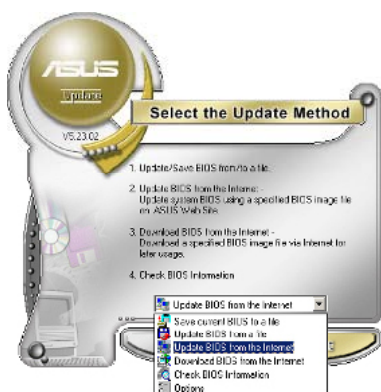 ASUS
Update
V5.23.02
Select the Update Method
1. Update/Save BIOS from/to a file.
2. Update BIOS from the Internet -
Update system BIOS using a specified BIOS image file
on ASUS Web Site.
3. Download BIOS from the Internet -
Download a specified BIOS image file via Internet for
later usage.
4. Check BIOS Information
Update BIOS from the Internet
Save current BIOS to a file
Update BIOS from a file
Update BIOS from the Internet
Download BIOS from the Internet
Check BIOS Information
Options